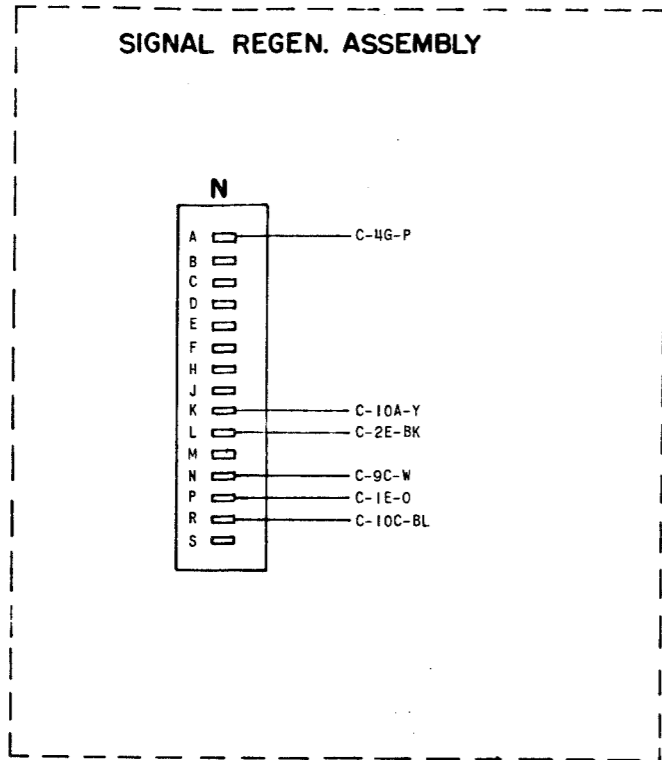 SIGNAL REGEN. ASSEMBLY
N
A C-4G-P
B
C
D
E
F
H
J
K C-10A-Y
L C-2E-BK
M
N C-9C-W
P C-1E-O
R C-10C-BL
S